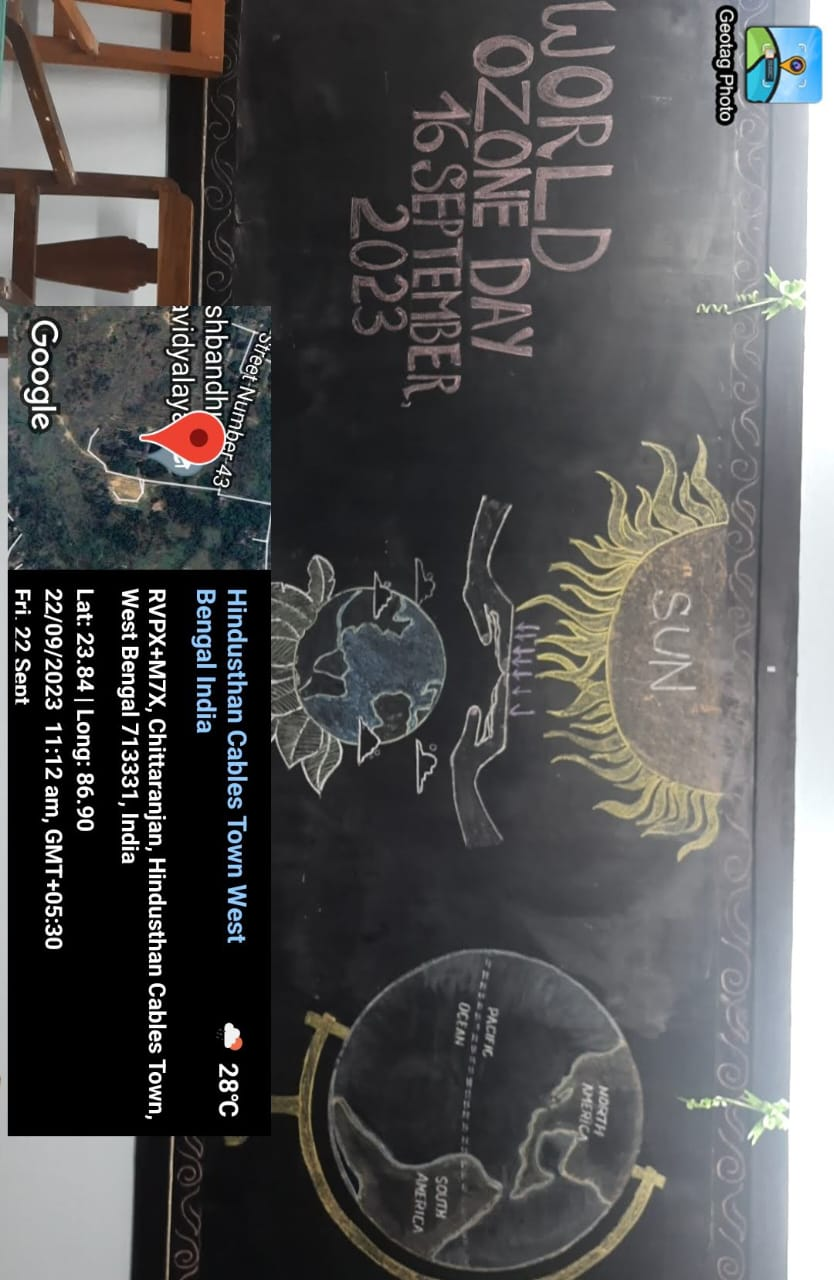 Geotag Photo
WORLD
OZONE DAY
16 SEPTEMBER,
2023
SUN
NORTH
AMERICA
PACIFIC
OCEAN
SOUTH
AMERICA
Street Number 43
shbandhu
avidyalaya
Google
Hindusthan Cables Town West
Bengal India
28°C
RVPX+M7X, Chittaranjan, Hindusthan Cables Town,
West Bengal 713331, India
Lat: 23.84 | Long: 86.90
22/09/2023 11:12 am, GMT+05:30
Fri, 22 Sept